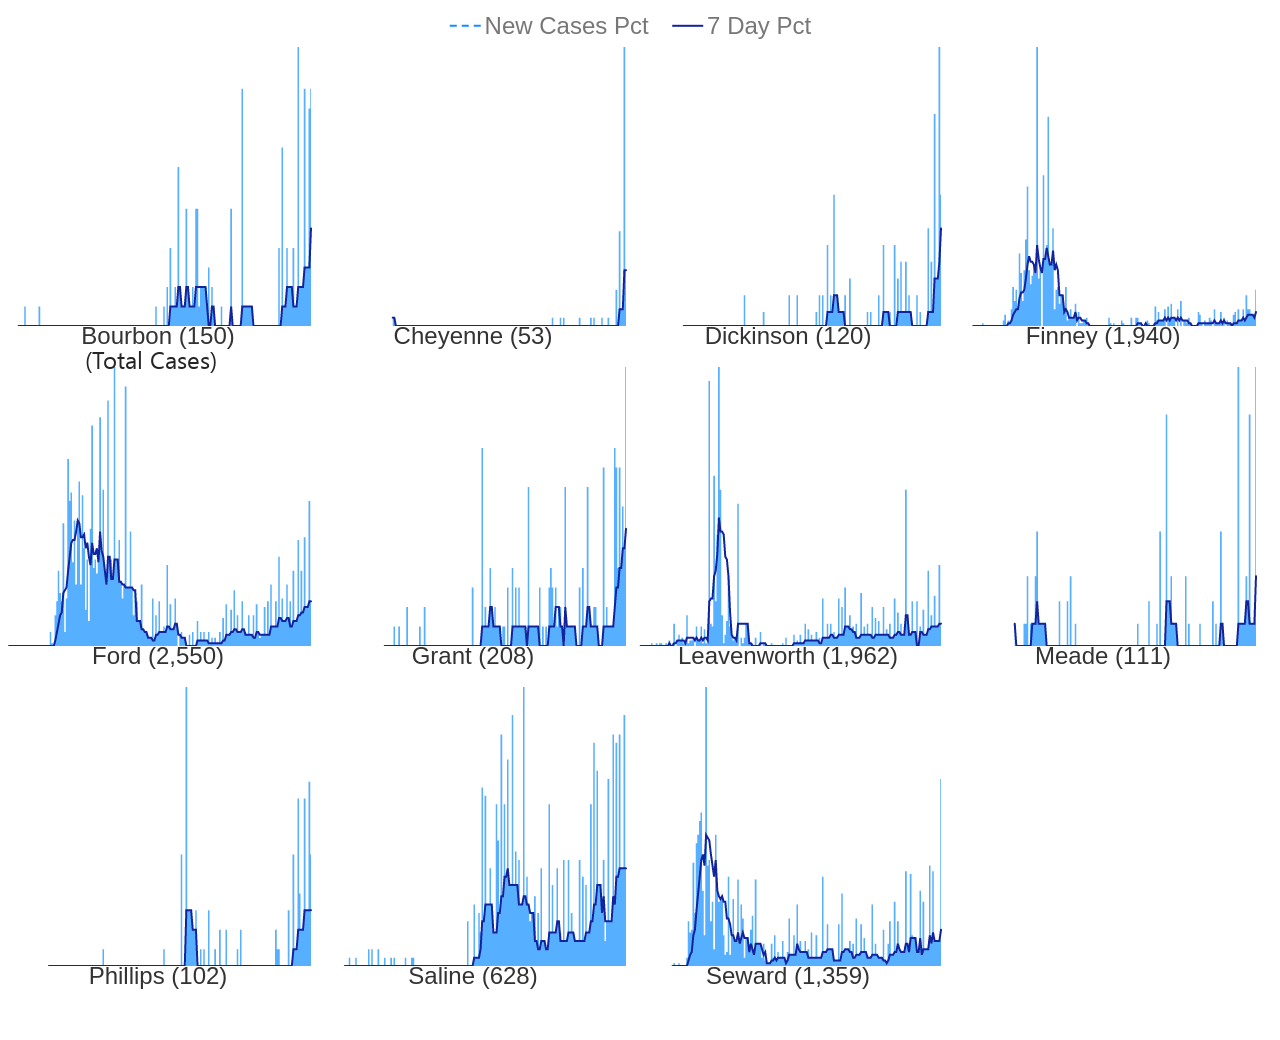 New Cases Pct 7 Day Pct
Bourbon (150) Cheyenne (53) Dickinson (120) Finney (1,940)
(Total Cases)
Ford (2,550) Grant (208) Leavenworth (1,962) Meade (111)
Phillips (102) Saline (628) Seward (1,359)